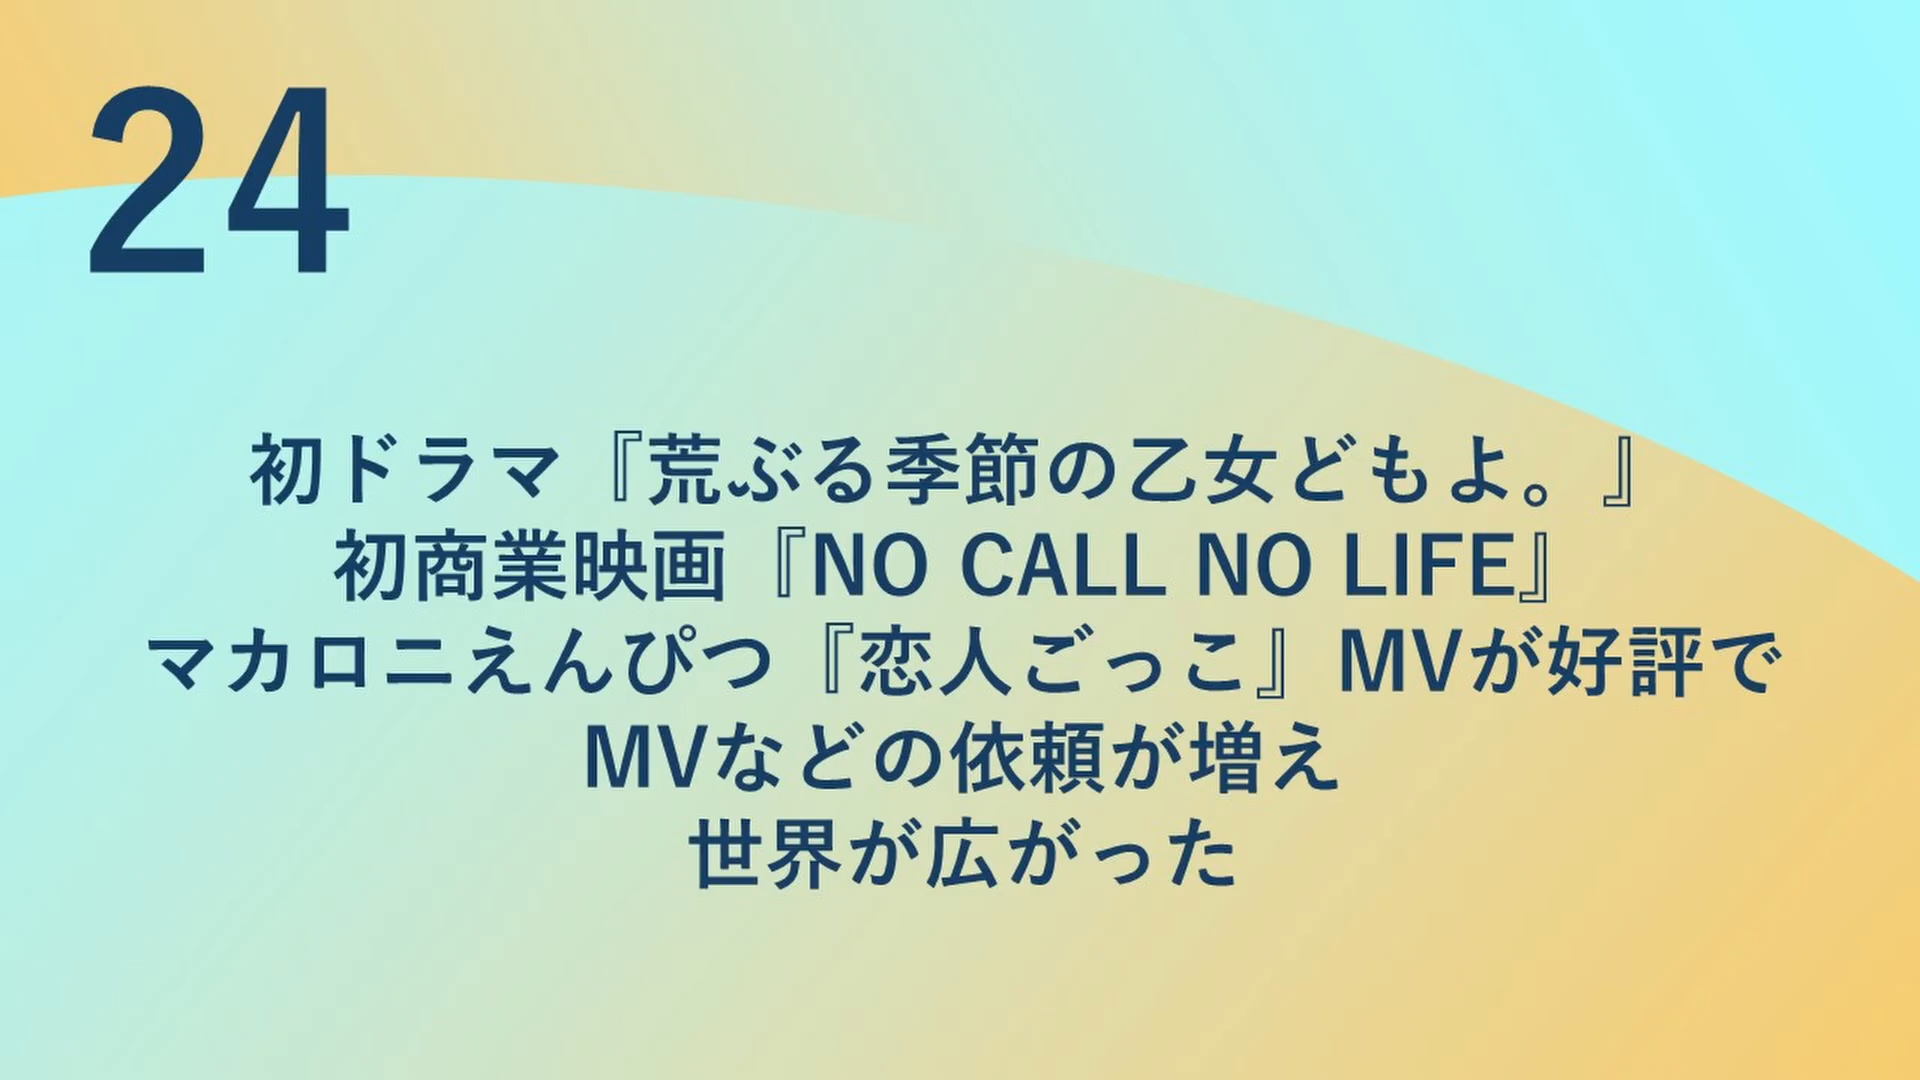 24
初ドラマ『荒ぶる季節の乙女どもよ。』
初商業映画『NO CALL NO LIFE』
マカロニえんぴつ『恋人ごっこ』MVが好評で
MVなどの依頼が増え
世界が広がった